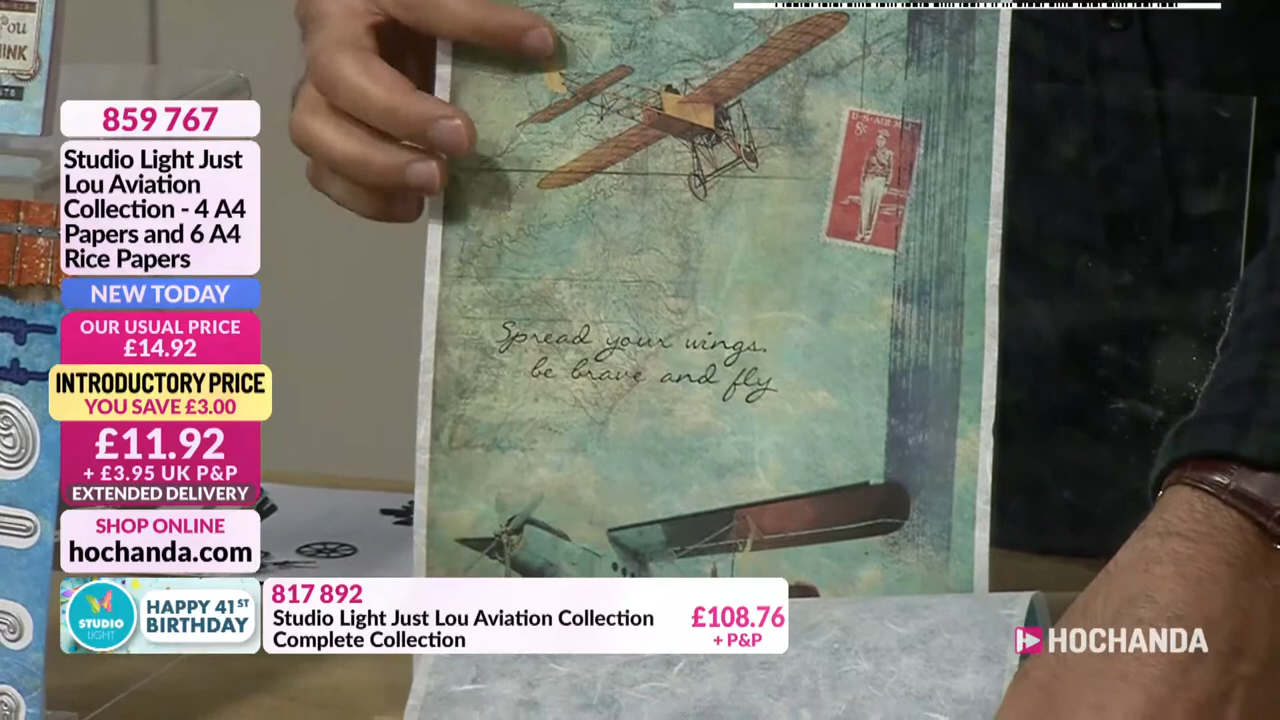 You
INK
859 767
Studio Light Just
Lou Aviation
Collection - 4 A4
Papers and 6 A4
Rice Papers
NEW TODAY
OUR USUAL PRICE
£14.92
INTRODUCTORY PRICE
YOU SAVE £3.00
£11.92
+ £3.95 UK P&P
EXTENDED DELIVERY
SHOP ONLINE
hochanda.com
U·S·AIR M
8c
Spread your wings.
be brave and fly
STUDIO
LIGHT
HAPPY 41ST
BIRTHDAY
817 892
Studio Light Just Lou Aviation Collection
Complete Collection
£108.76
+ P&P
HOCHANDA